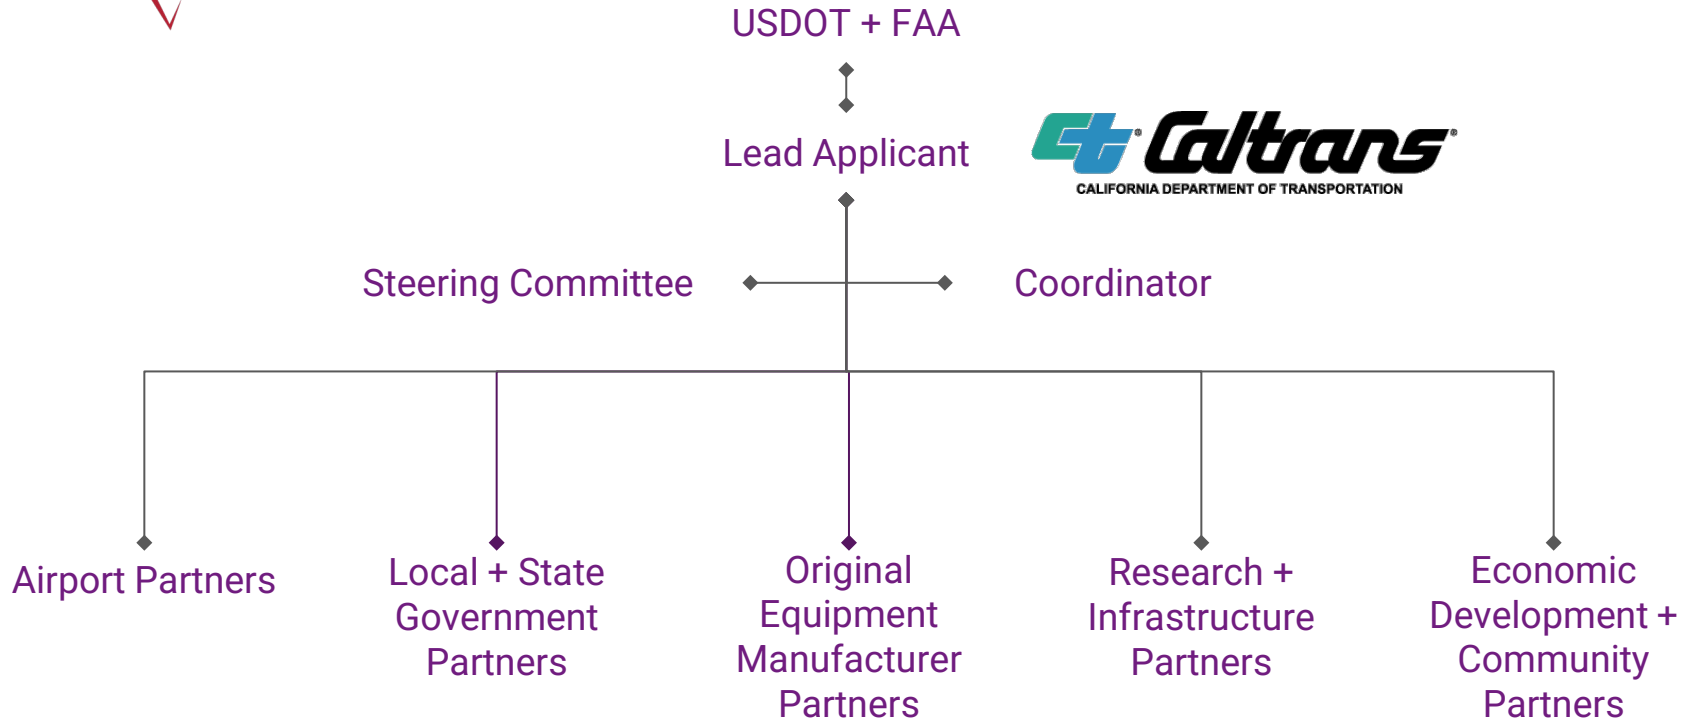 USDOT + FAA
Lead Applicant
Ct® Caltrans®
CALIFORNIA DEPARTMENT OF TRANSPORTATION
Steering Committee
Coordinator
Airport Partners
Local + State
Government
Partners
Original
Equipment
Manufacturer
Partners
Research +
Infrastructure
Partners
Economic
Development +
Community
Partners